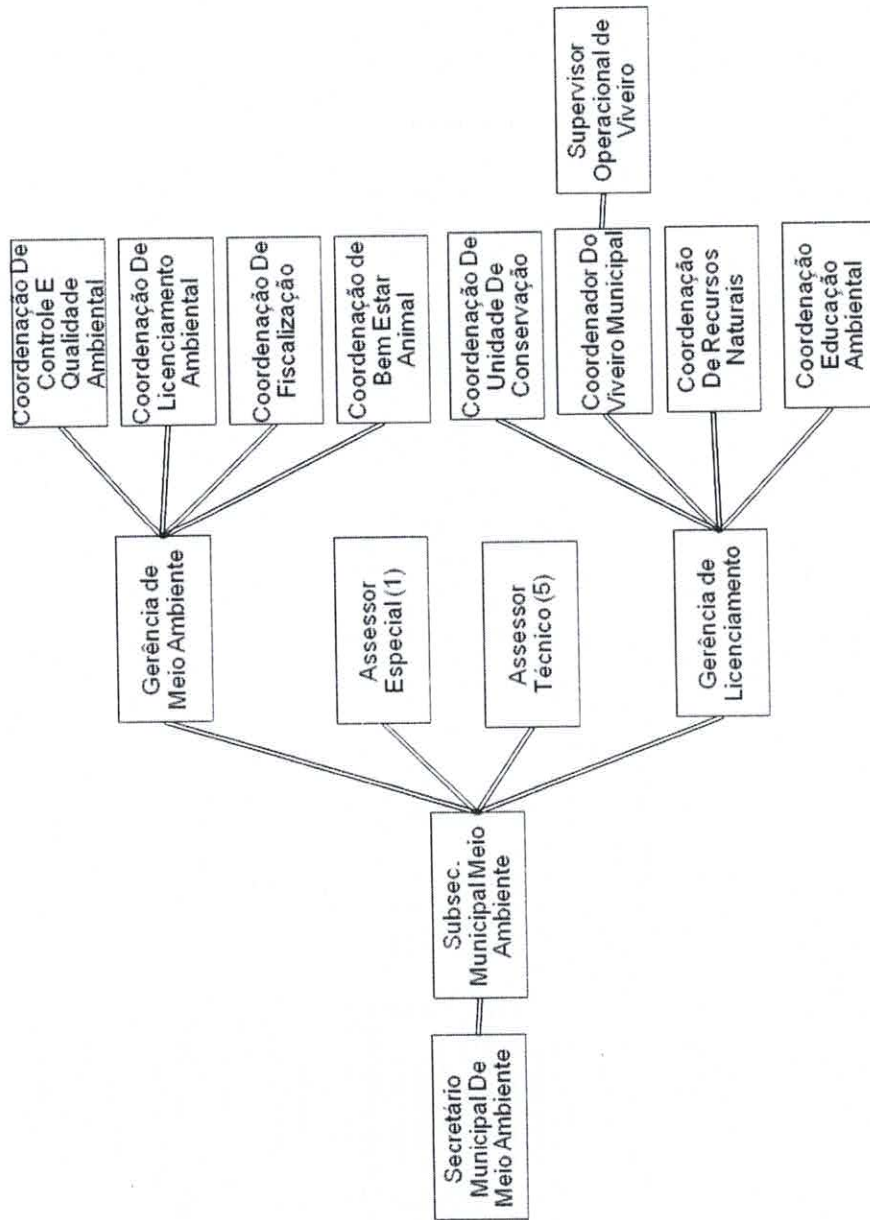 Secretário
Municipal De
Meio Ambiente
Subsec.
Municipal Meio
Ambiente
Gerência de
Meio Ambiente
Assessor
Especial (1)
Assessor
Técnico (5)
Gerência de
Licenciamento
Coordenação De
Controle E
Qualidade
Ambiental
Coordenação De
Licenciamento
Ambiental
Coordenação De
Fiscalização
Coordenação de
Bem Estar
Animal
Coordenação de
Unidade De
Conservação
Coordenador Do
Viveiro Municipal
Coordenação
De Recursos
Naturais
Coordenação
Educação
Ambiental
Supervisor
Operacional de
Viveiro